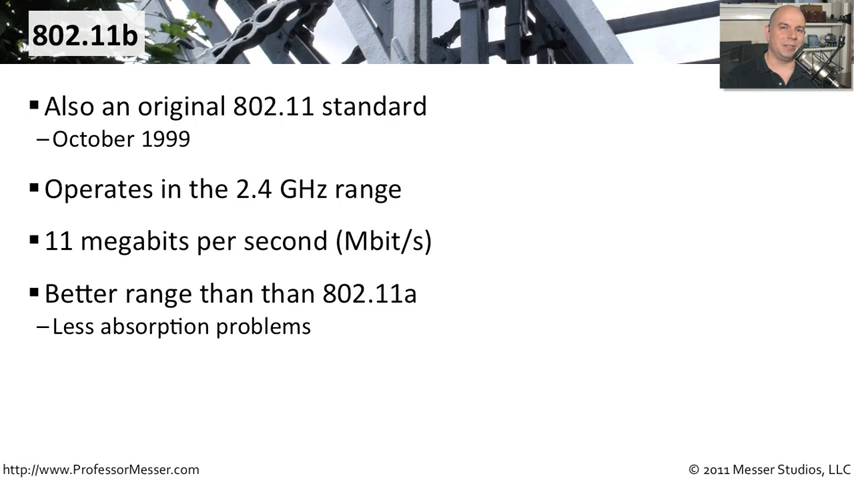 802.11b
▪ Also an original 802.11 standard
– October 1999
▪ Operates in the 2.4 GHz range
▪ 11 megabits per second (Mbit/s)
▪ Better range than than 802.11a
– Less absorption problems
http://www.ProfessorMesser.com
© 2011 Messer Studios, LLC